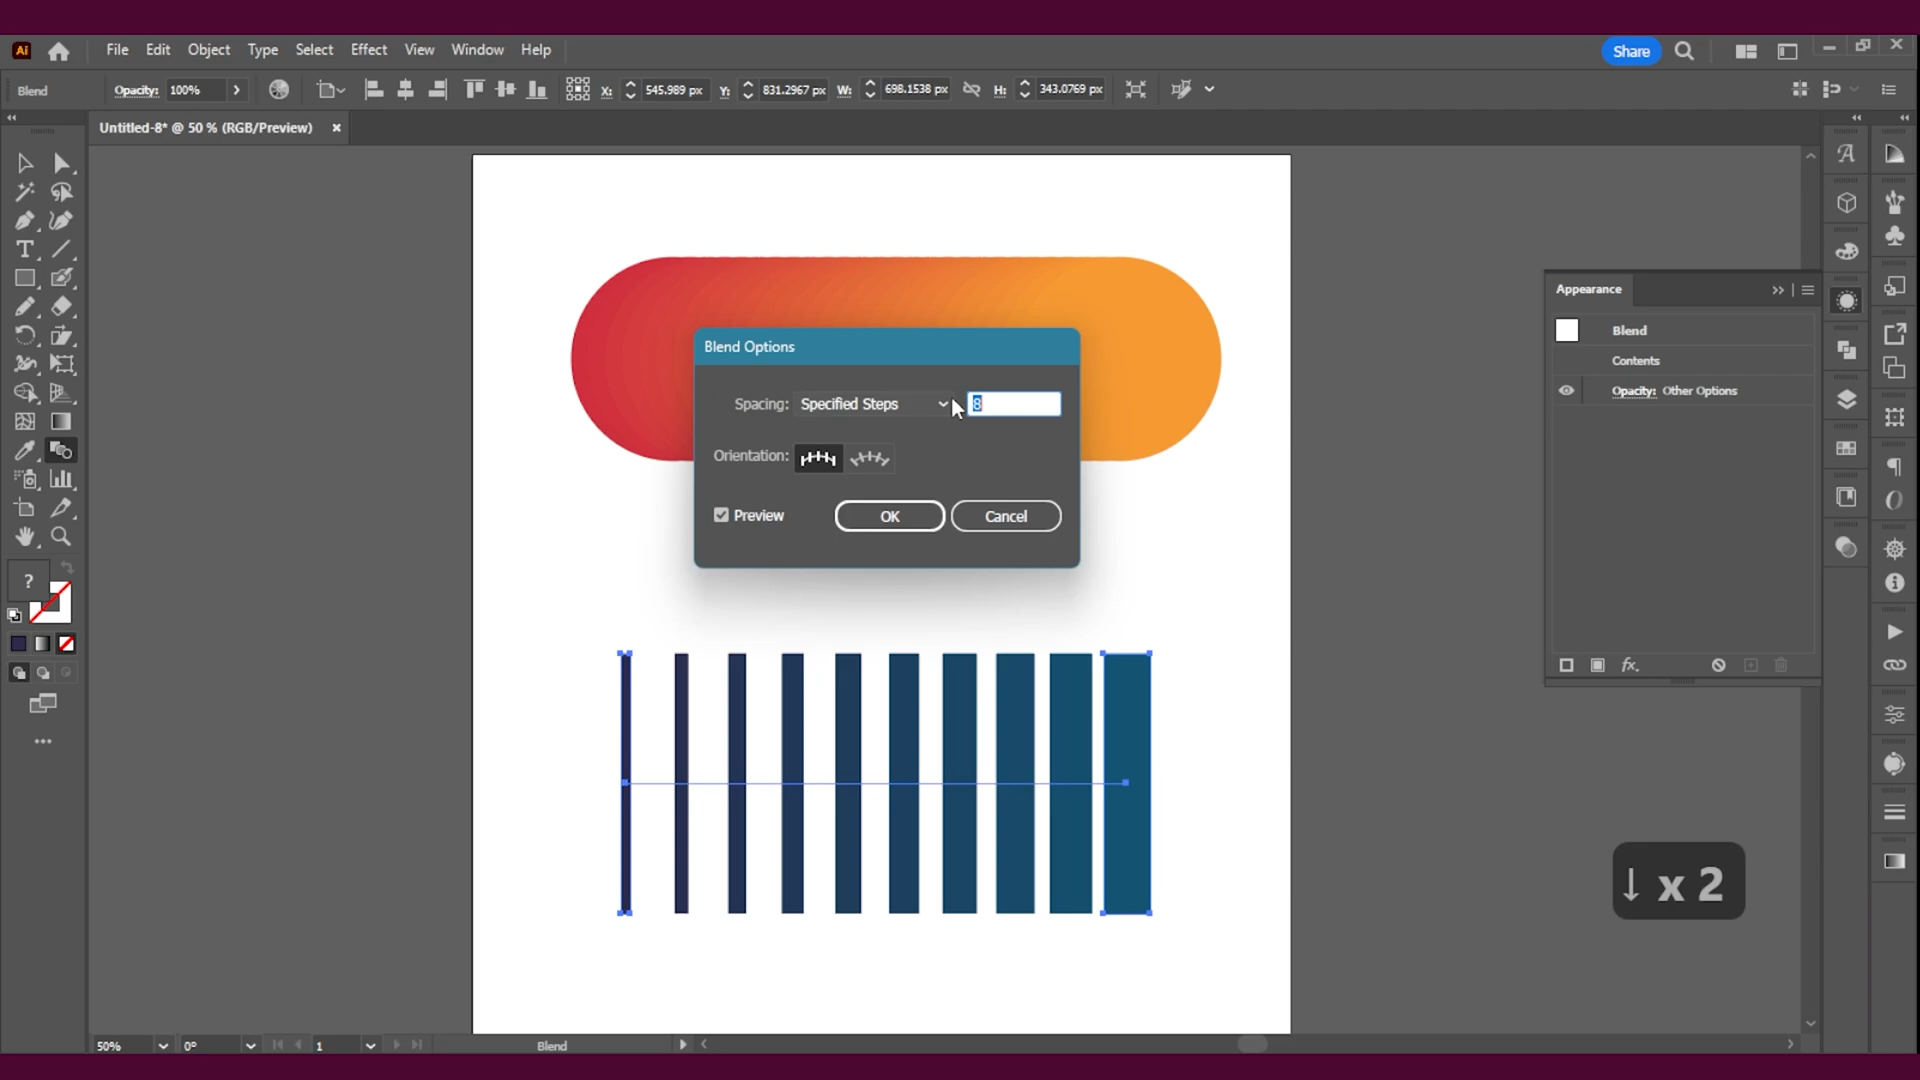 Ai File Edit Object Type Select Effect View Window Help Share
Blend Opacity: 100% X: 545.989 px Y: 831.2967 px W: 698.1538 px H: 343.0769 px
Untitled-8* @ 50 % (RGB/Preview)
Appearance
Blend
Contents
Opacity: Other Options
fx.
Blend Options
Spacing: Specified Steps 8
Orientation:
Preview OK Cancel
?
↓ x 2
50% 0° 1 Blend